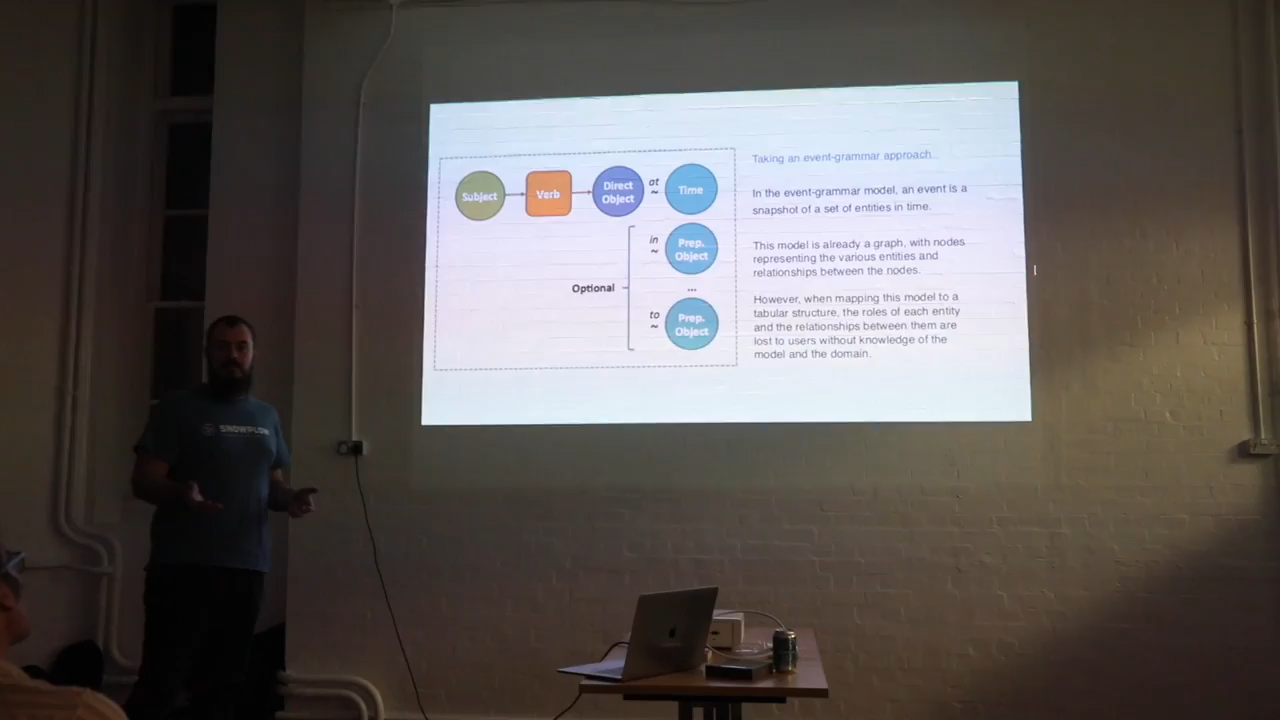 Taking an event-grammar approach
Subject
Verb
Direct
Object
at
~
Time
In the event-grammar model, an event is a
snapshot of a set of entities in time.
in
~
Prep.
Object
This model is already a graph, with nodes
representing the various entities and
relationships between the nodes.
Optional
...
to
~
Prep.
Object
However, when mapping this model to a
tabular structure, the roles of each entity
and the relationships between them are
lost to users without knowledge of the
model and the domain.
SNOWPLOW